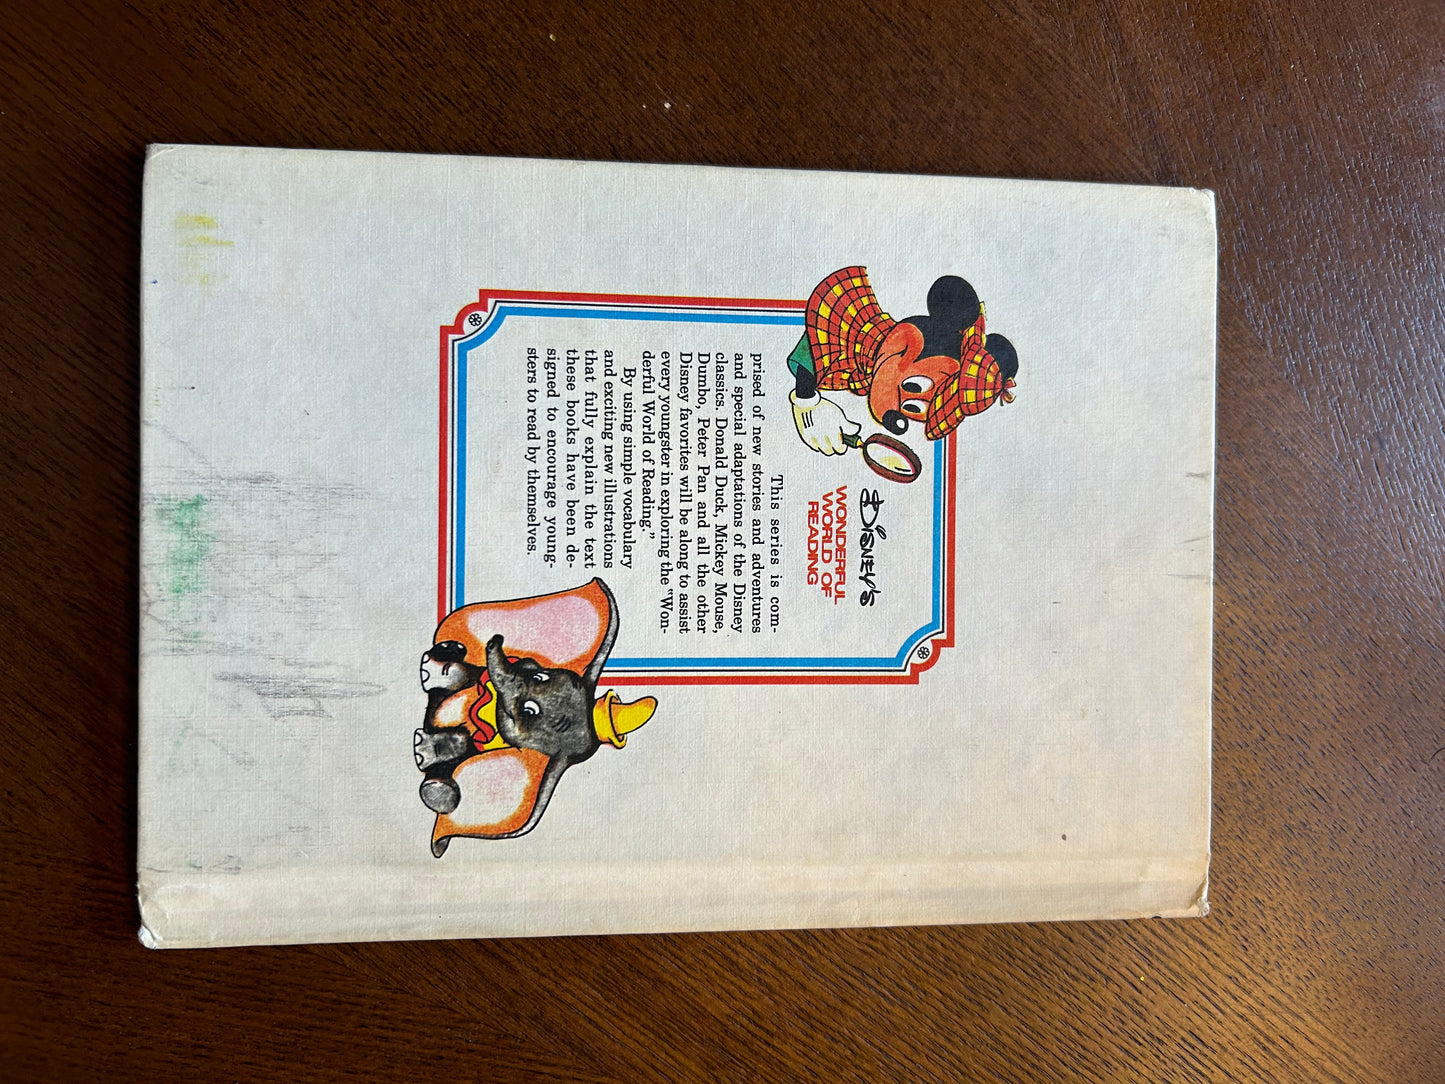 DISNEY'S
WONDERFUL
WORLD OF
READING
This series is com-
prised of new stories and adventures
and special adaptations of the Disney
classics. Donald Duck, Mickey Mouse,
Dumbo, Peter Pan and all the other
Disney favorites will be along to assist
every youngster in exploring the "Won-
derful World of Reading."
By using simple vocabulary
and exciting new illustrations
that fully explain the text
these books have been de-
signed to encourage young-
sters to read by themselves.